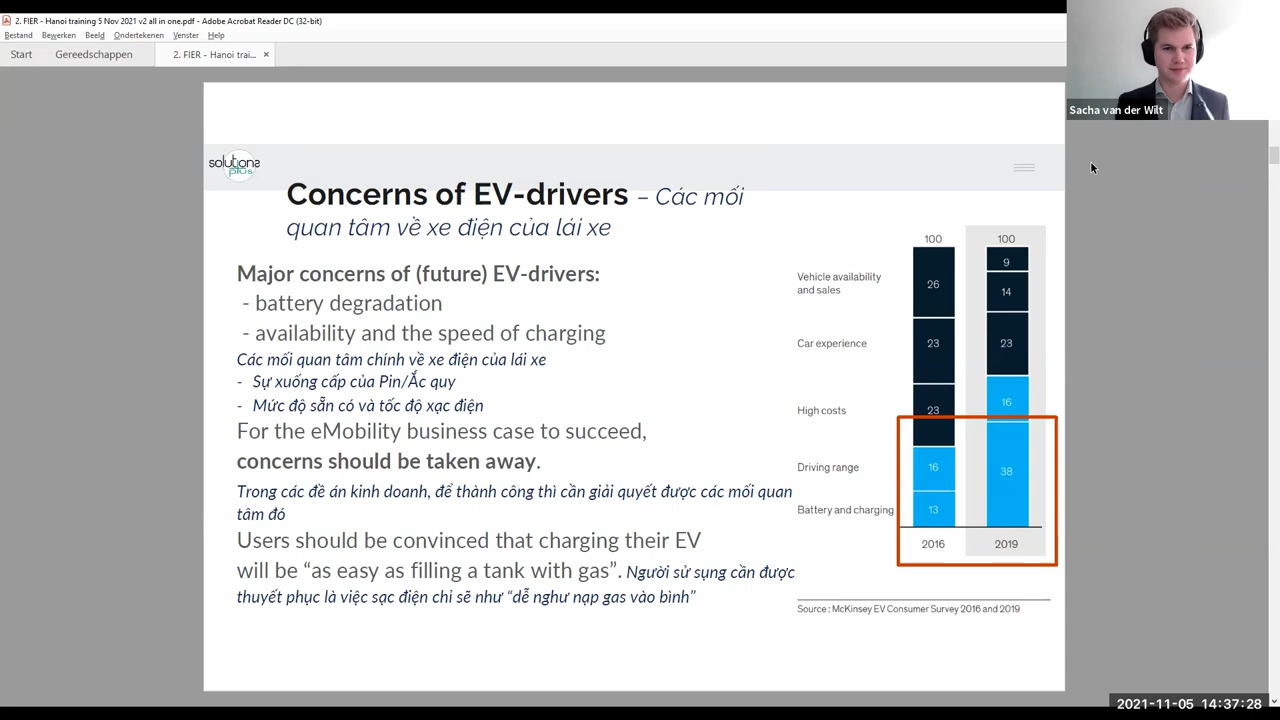 2. FIER - Hanoi training 5 Nov 2021 v2 all in one.pdf - Adobe Acrobat Reader DC (32-bit)
Bestand Bewerken Beeld Ondertekenen Venster Help
Start Gereedschappen 2. FIER - Hanoi trai... ×
Sacha van der Wilt
solutions
plus
Concerns of EV-drivers – Các mối
quan tâm về xe điện của lái xe
Major concerns of (future) EV-drivers:
- battery degradation
- availability and the speed of charging
Các mối quan tâm chính về xe điện của lái xe
- Sự xuống cấp của Pin/Ắc quy
- Mức độ sẵn có và tốc độ xạc điện
For the eMobility business case to succeed,
concerns should be taken away.
Trong các đề án kinh doanh, để thành công thì cần giải quyết được các mối quan
tâm đó
Users should be convinced that charging their EV
will be “as easy as filling a tank with gas”. Người sử sụng cần được
thuyết phục là việc sạc điện chỉ sẽ như “dễ nghư nạp gas vào bình”
100 100
Vehicle availability
and sales
26 9
14
Car experience 23 23
High costs 23 16
Driving range 16 38
Battery and charging 13
2016 2019
Source : McKinsey EV Consumer Survey 2016 and 2019
2021-11-05 14:37:28